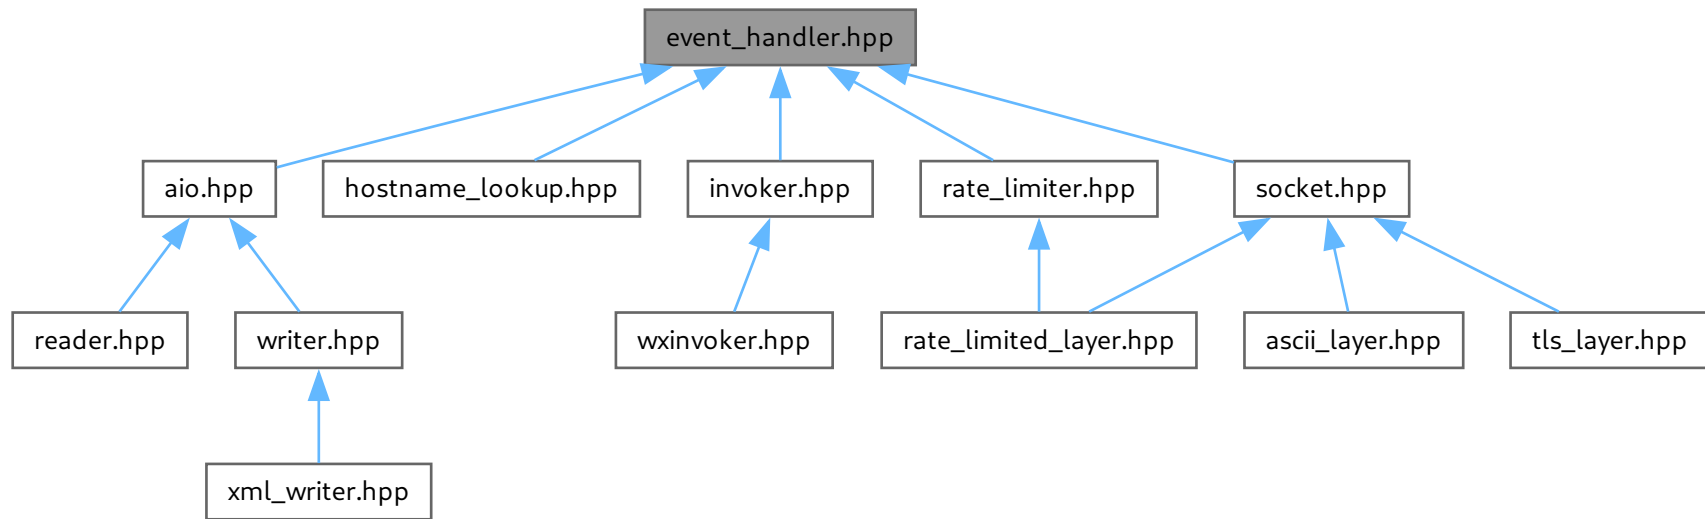 event_handler.hpp
aio.hpp
hostname_lookup.hpp
invoker.hpp
rate_limiter.hpp
socket.hpp
reader.hpp
writer.hpp
wxinvoker.hpp
rate_limited_layer.hpp
ascii_layer.hpp
tls_layer.hpp
xml_writer.hpp